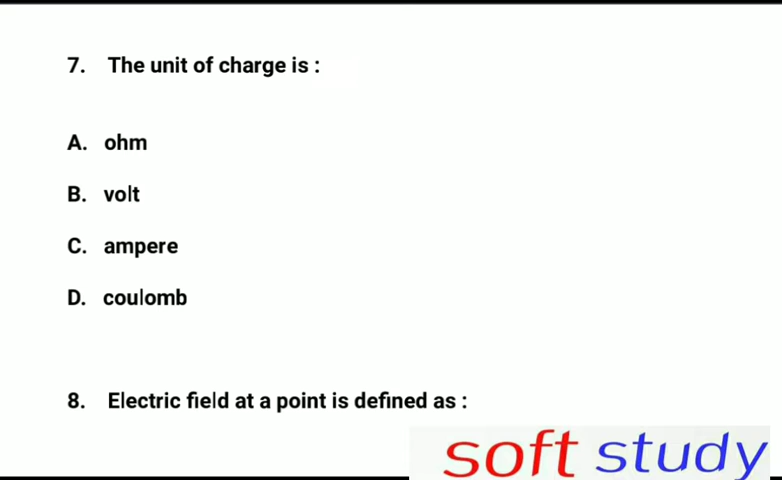 7. The unit of charge is :
A. ohm
B. volt
C. ampere
D. coulomb
8. Electric field at a point is defined as :
soft study